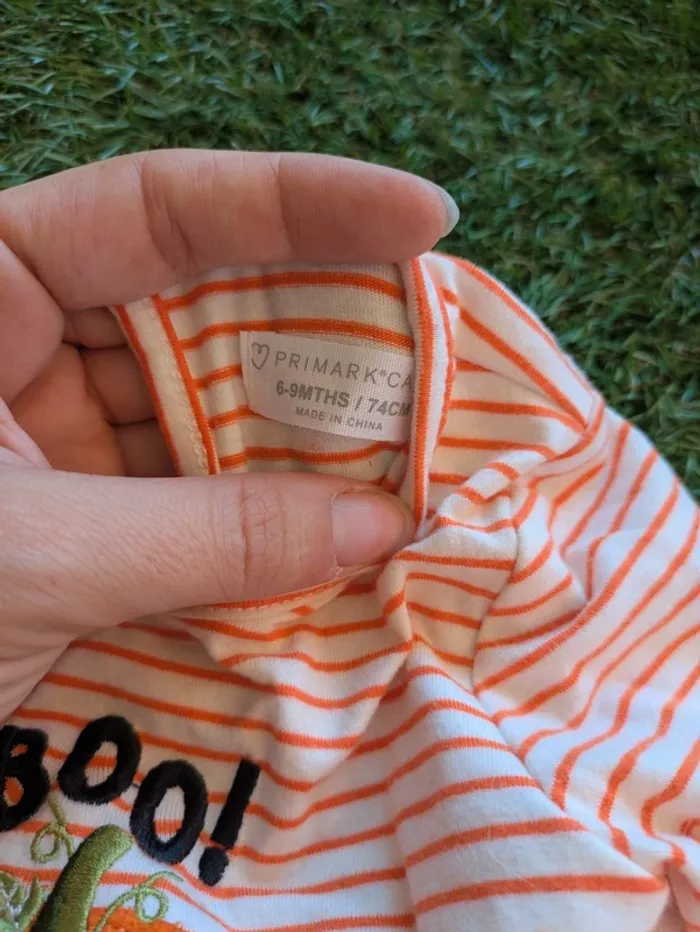 PRIMARK®CA
6-9MTHS / 74CM
MADE IN CHINA
BOO!